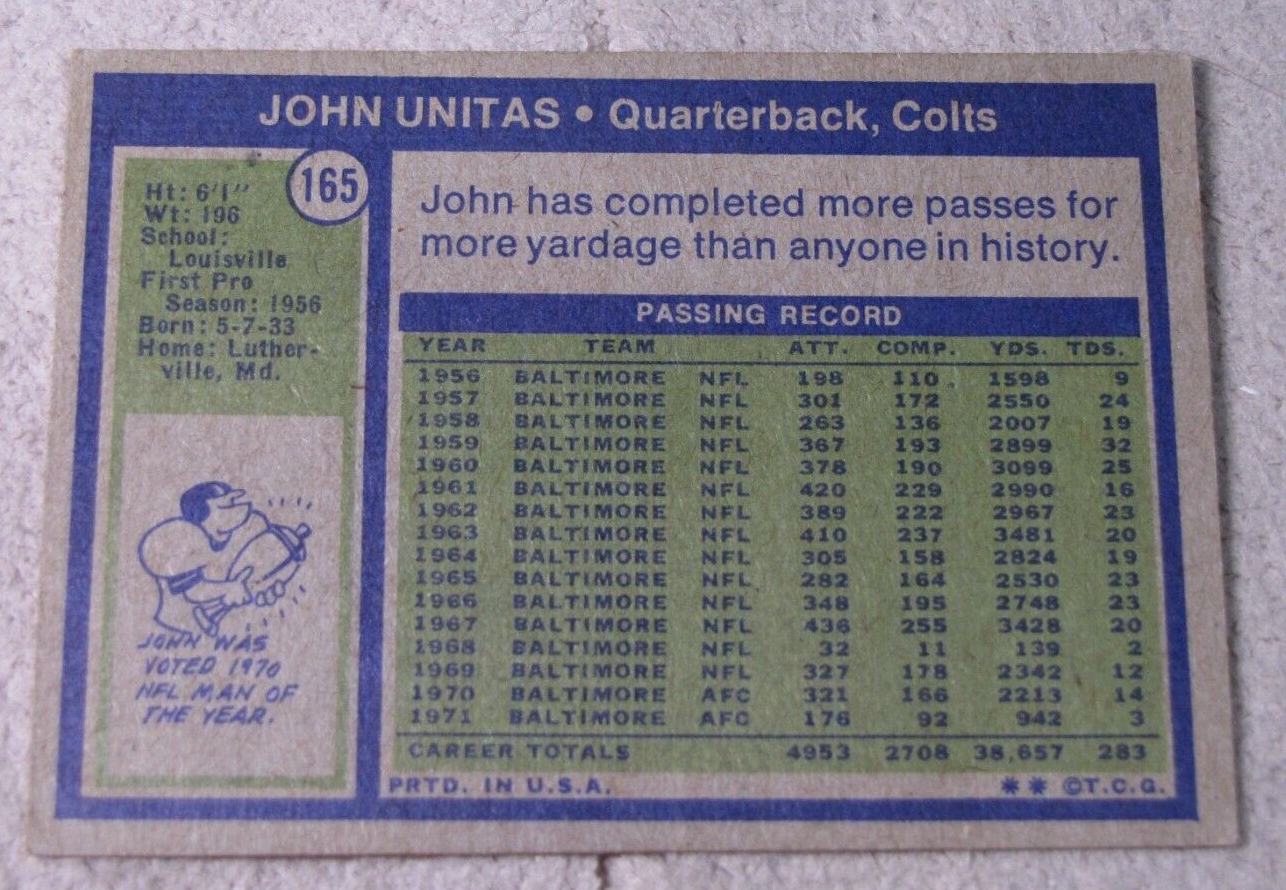 JOHN UNITAS • Quarterback, Colts
165
Ht: 6'1"
Wt: 196
School:
Louisville
First Pro
Season: 1956
Born: 5-7-33
Home: Luther-
ville, Md.
JOHN WAS
VOTED 1970
NFL MAN OF
THE YEAR.
John has completed more passes for
more yardage than anyone in history.
PASSING RECORD
YEAR TEAM ATT. COMP. YDS. TDS.
1956 BALTIMORE NFL 198 110 1598 9
1957 BALTIMORE NFL 301 172 2550 24
1958 BALTIMORE NFL 263 136 2007 19
1959 BALTIMORE NFL 367 193 2899 32
1960 BALTIMORE NFL 378 190 3099 25
1961 BALTIMORE NFL 420 229 2990 16
1962 BALTIMORE NFL 389 222 2967 23
1963 BALTIMORE NFL 410 237 3481 20
1964 BALTIMORE NFL 305 158 2824 19
1965 BALTIMORE NFL 282 164 2530 23
1966 BALTIMORE NFL 348 195 2748 23
1967 BALTIMORE NFL 436 255 3428 20
1968 BALTIMORE NFL 32 11 139 2
1969 BALTIMORE NFL 327 178 2342 12
1970 BALTIMORE AFC 321 166 2213 14
1971 BALTIMORE AFC 176 92 942 3
CAREER TOTALS 4953 2708 38,657 283
PRTD. IN U.S.A. ** ©T.C.G.